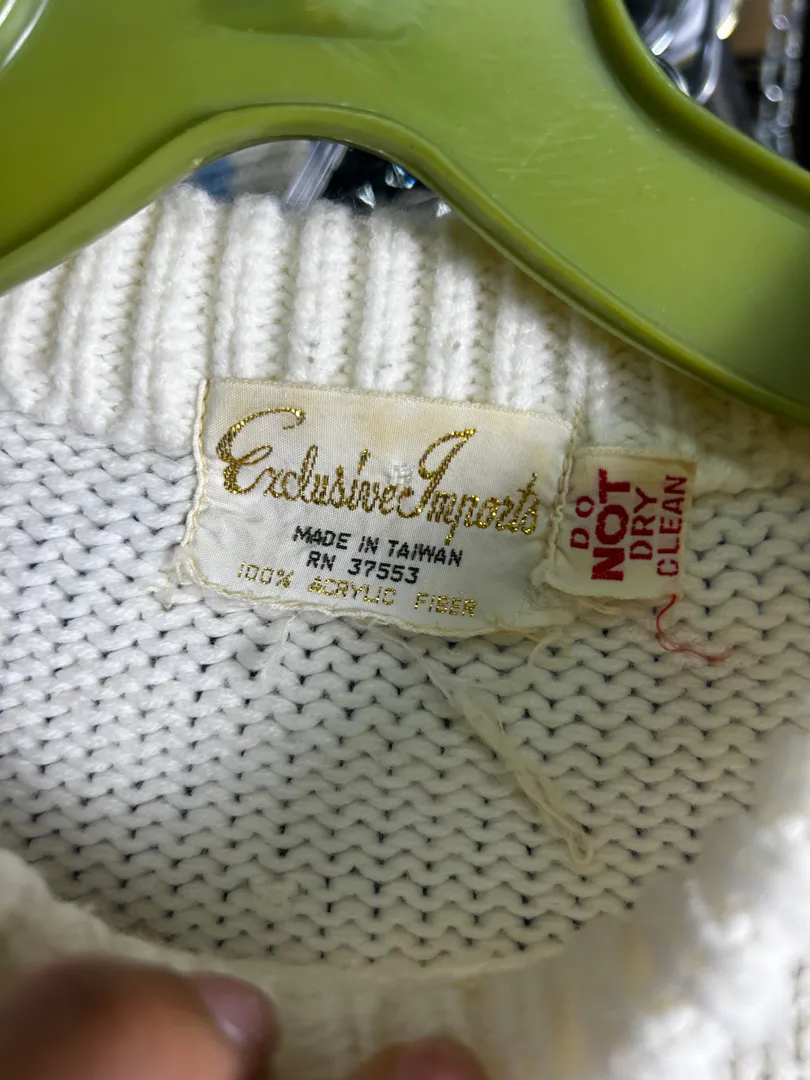 Exclusive Imports
MADE IN TAIWAN
RN 37553
100% ACRYLIC FIBER
DO
NOT
DRY
CLEAN